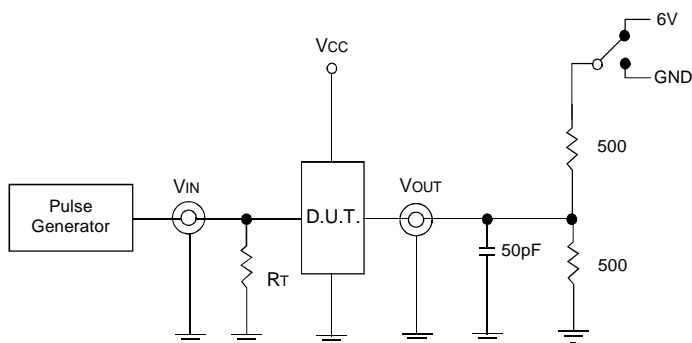 6V
VCC
GND
500
Pulse
Generator
VIN
D.U.T.
VOUT
RT
50pF
500